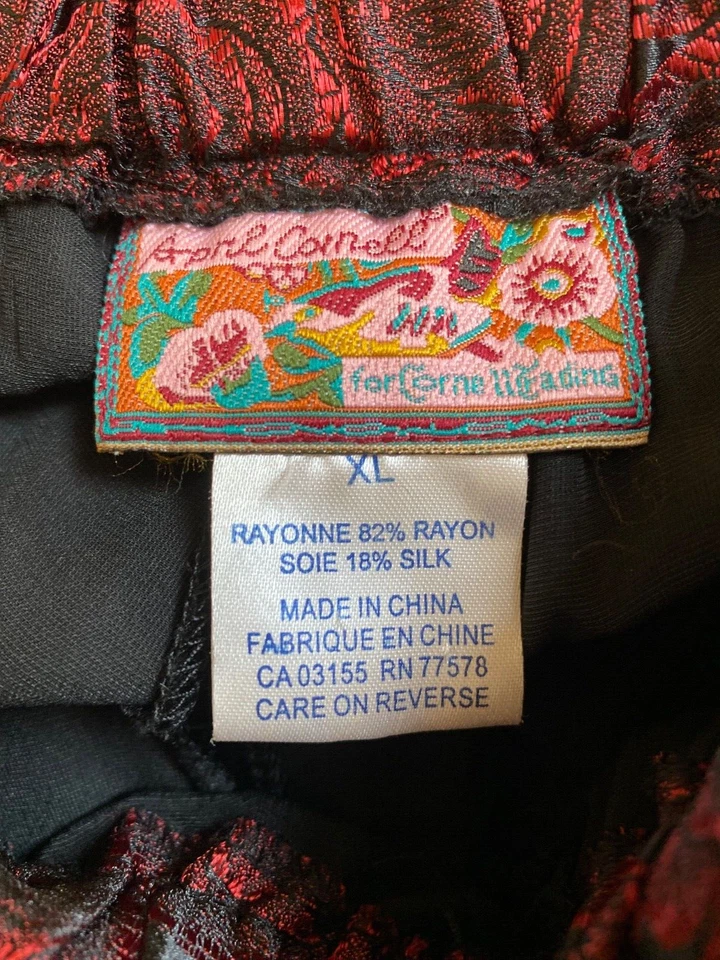 April Cornell
for Cornell Trading
XL
RAYONNE 82% RAYON
SOIE 18% SILK
MADE IN CHINA
FABRIQUE EN CHINE
CA 03155 RN 77578
CARE ON REVERSE